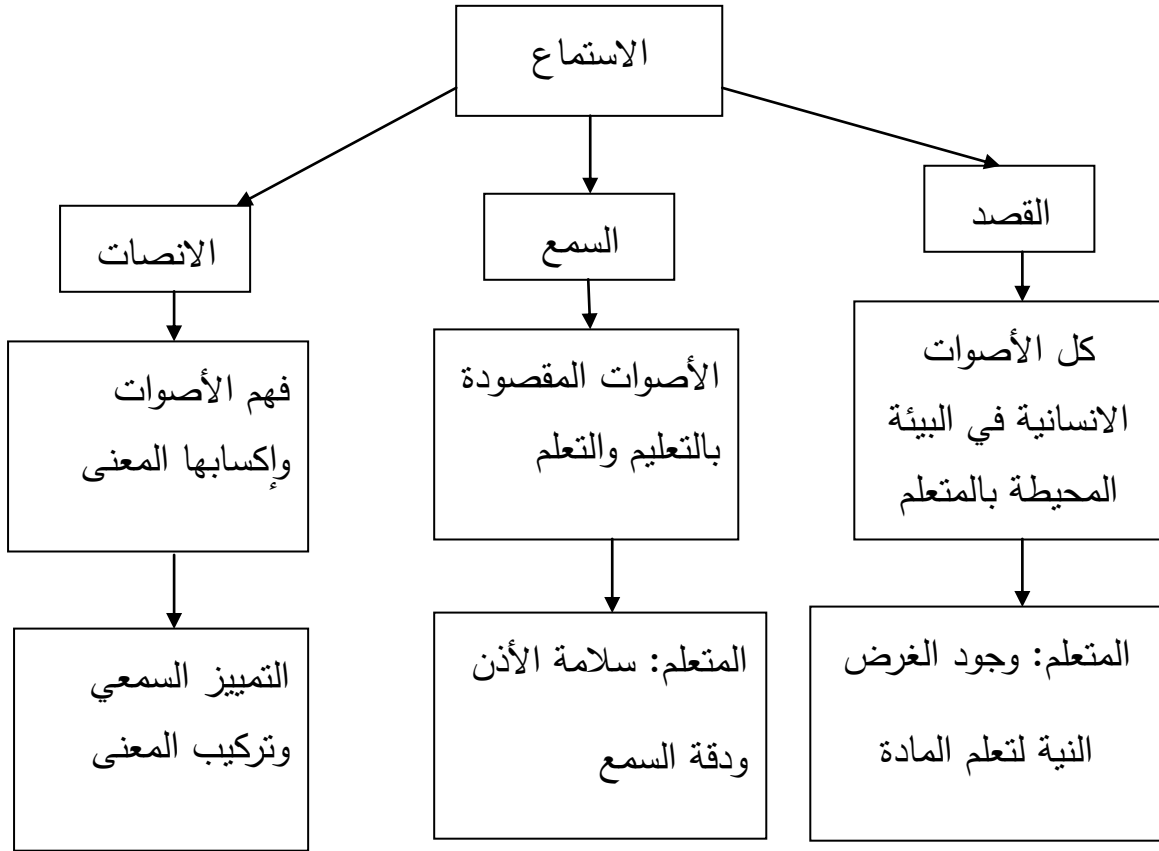 الاستماع
القصد
السمع
الانصات
كل الأصوات
الانسانية في البيئة
المحيطة بالمتعلم
الأصوات المقصودة
بالتعليم والتعلم
فهم الأصوات
وإكسابها المعنى
المتعلم: وجود الغرض
النية لتعلم المادة
المتعلم: سلامة الأذن
ودقة السمع
التمييز السمعي
وتركيب المعنى